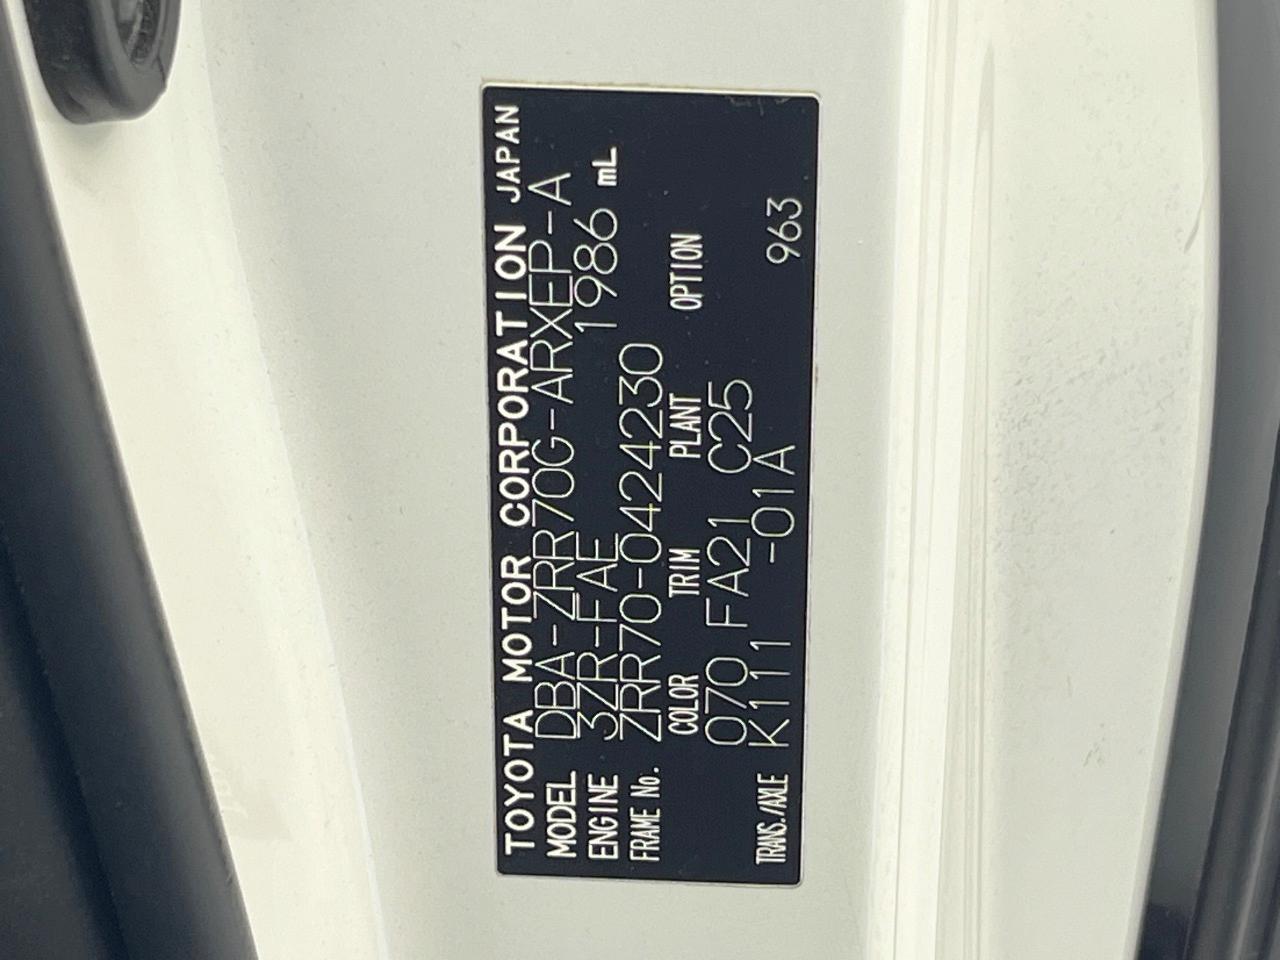 TOYOTA MOTOR CORPORATION JAPAN
MODEL DBA-ZRR70G-ARXEP-A
ENGINE 3ZR-FAE 1986 mL
FRAME No. ZRR70-0424230
COLOR TRIM PLANT OPTION
070 FA21 C25
TRANS./AXLE K111 -01A 963